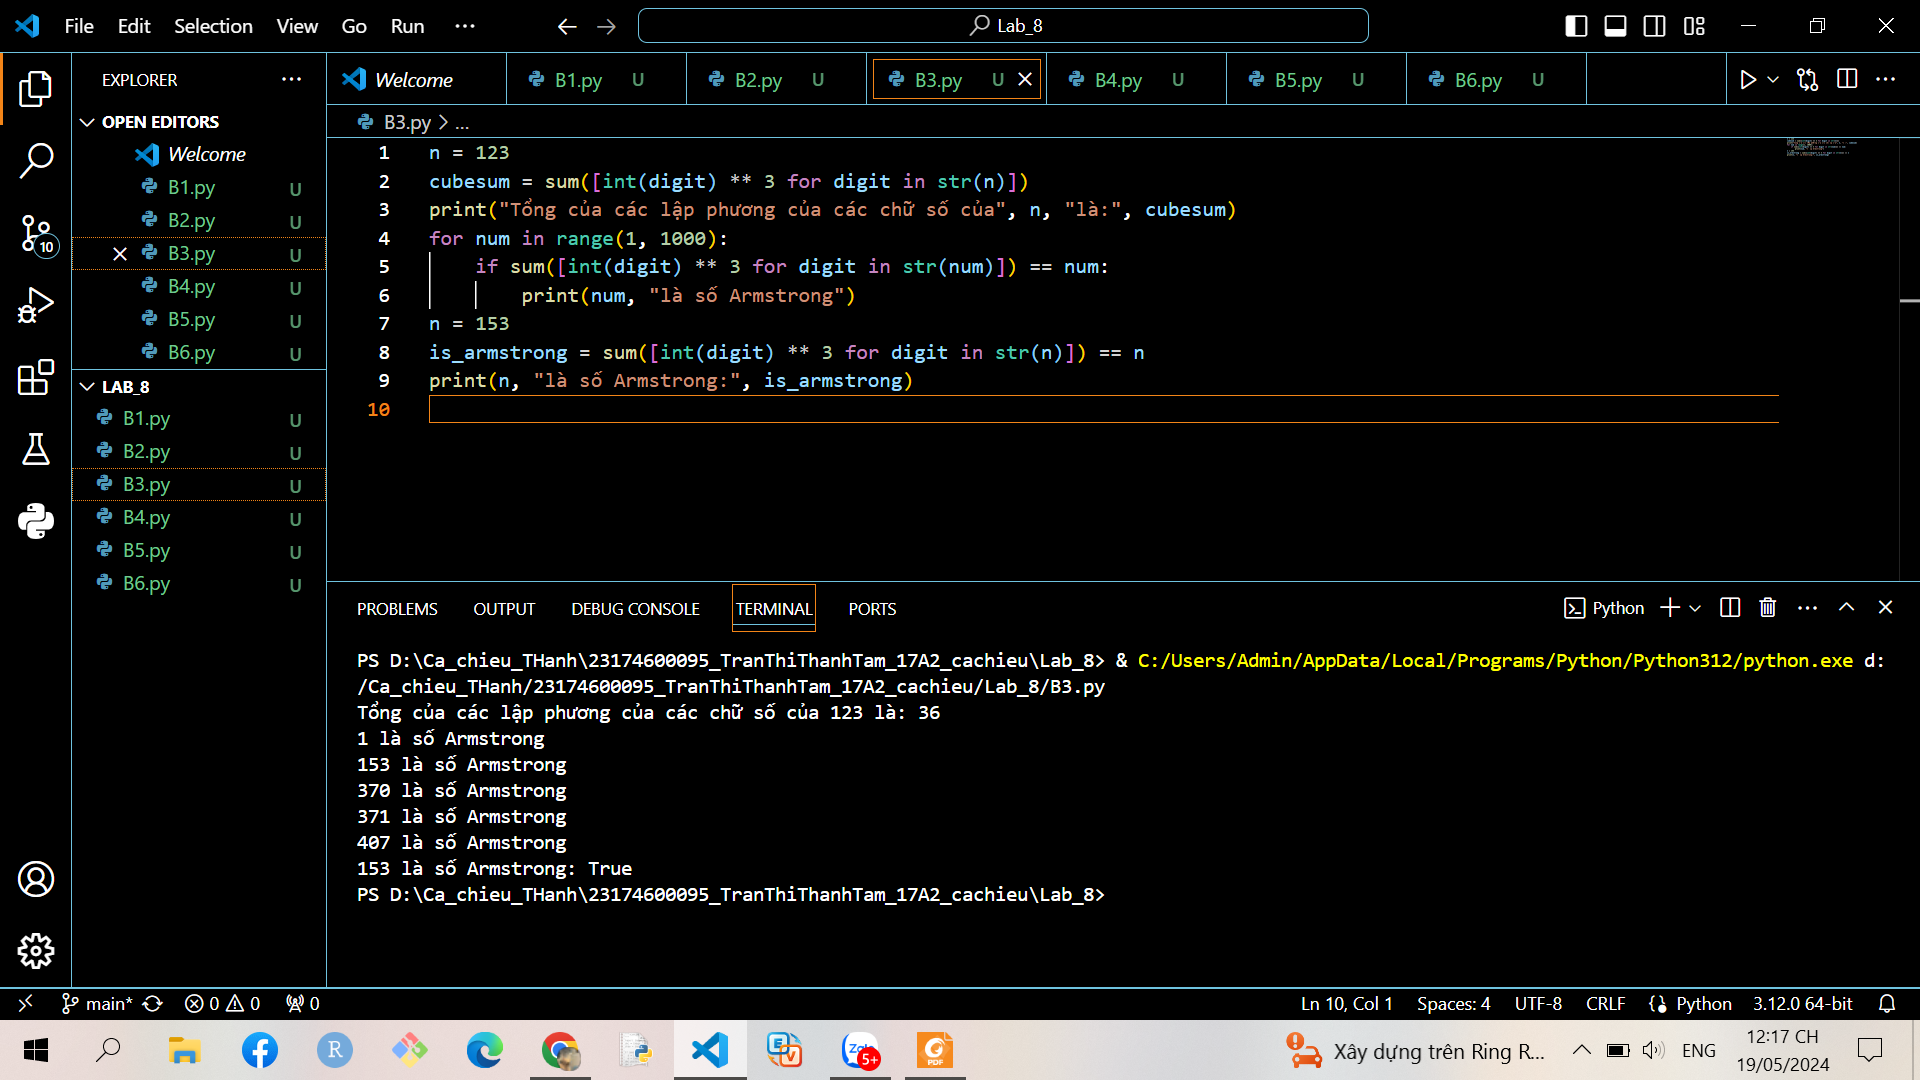 File Edit Selection View Go Run ... Lab_8
EXPLORER ...
Welcome B1.py U B2.py U B3.py U B4.py U B5.py U B6.py U
OPEN EDITORS
Welcome
B1.py U
B2.py U
B3.py U
B4.py U
B5.py U
B6.py U
LAB_8
B1.py U
B2.py U
B3.py U
B4.py U
B5.py U
B6.py U
10
B3.py > ...
1 n = 123
2 cubesum = sum([int(digit) ** 3 for digit in str(n)])
3 print("Tổng của các lập phương của các chữ số của", n, "là:", cubesum)
4 for num in range(1, 1000):
5 if sum([int(digit) ** 3 for digit in str(num)]) == num:
6 print(num, "là số Armstrong")
7 n = 153
8 is_armstrong = sum([int(digit) ** 3 for digit in str(n)]) == n
9 print(n, "là số Armstrong:", is_armstrong)
10
PROBLEMS OUTPUT DEBUG CONSOLE TERMINAL PORTS Python
PS D:\Ca_chieu_THanh\23174600095_TranThiThanhTam_17A2_cachieu\Lab_8> & C:/Users/Admin/AppData/Local/Programs/Python/Python312/python.exe d:
/Ca_chieu_THanh/23174600095_TranThiThanhTam_17A2_cachieu/Lab_8/B3.py
Tổng của các lập phương của các chữ số của 123 là: 36
1 là số Armstrong
153 là số Armstrong
370 là số Armstrong
371 là số Armstrong
407 là số Armstrong
153 là số Armstrong: True
PS D:\Ca_chieu_THanh\23174600095_TranThiThanhTam_17A2_cachieu\Lab_8>
main* 0 0 0 Ln 10, Col 1 Spaces: 4 UTF-8 CRLF Python 3.12.0 64-bit
R Zalo 5+ PDF Xây dựng trên Ring R... ENG 12:17 CH
19/05/2024